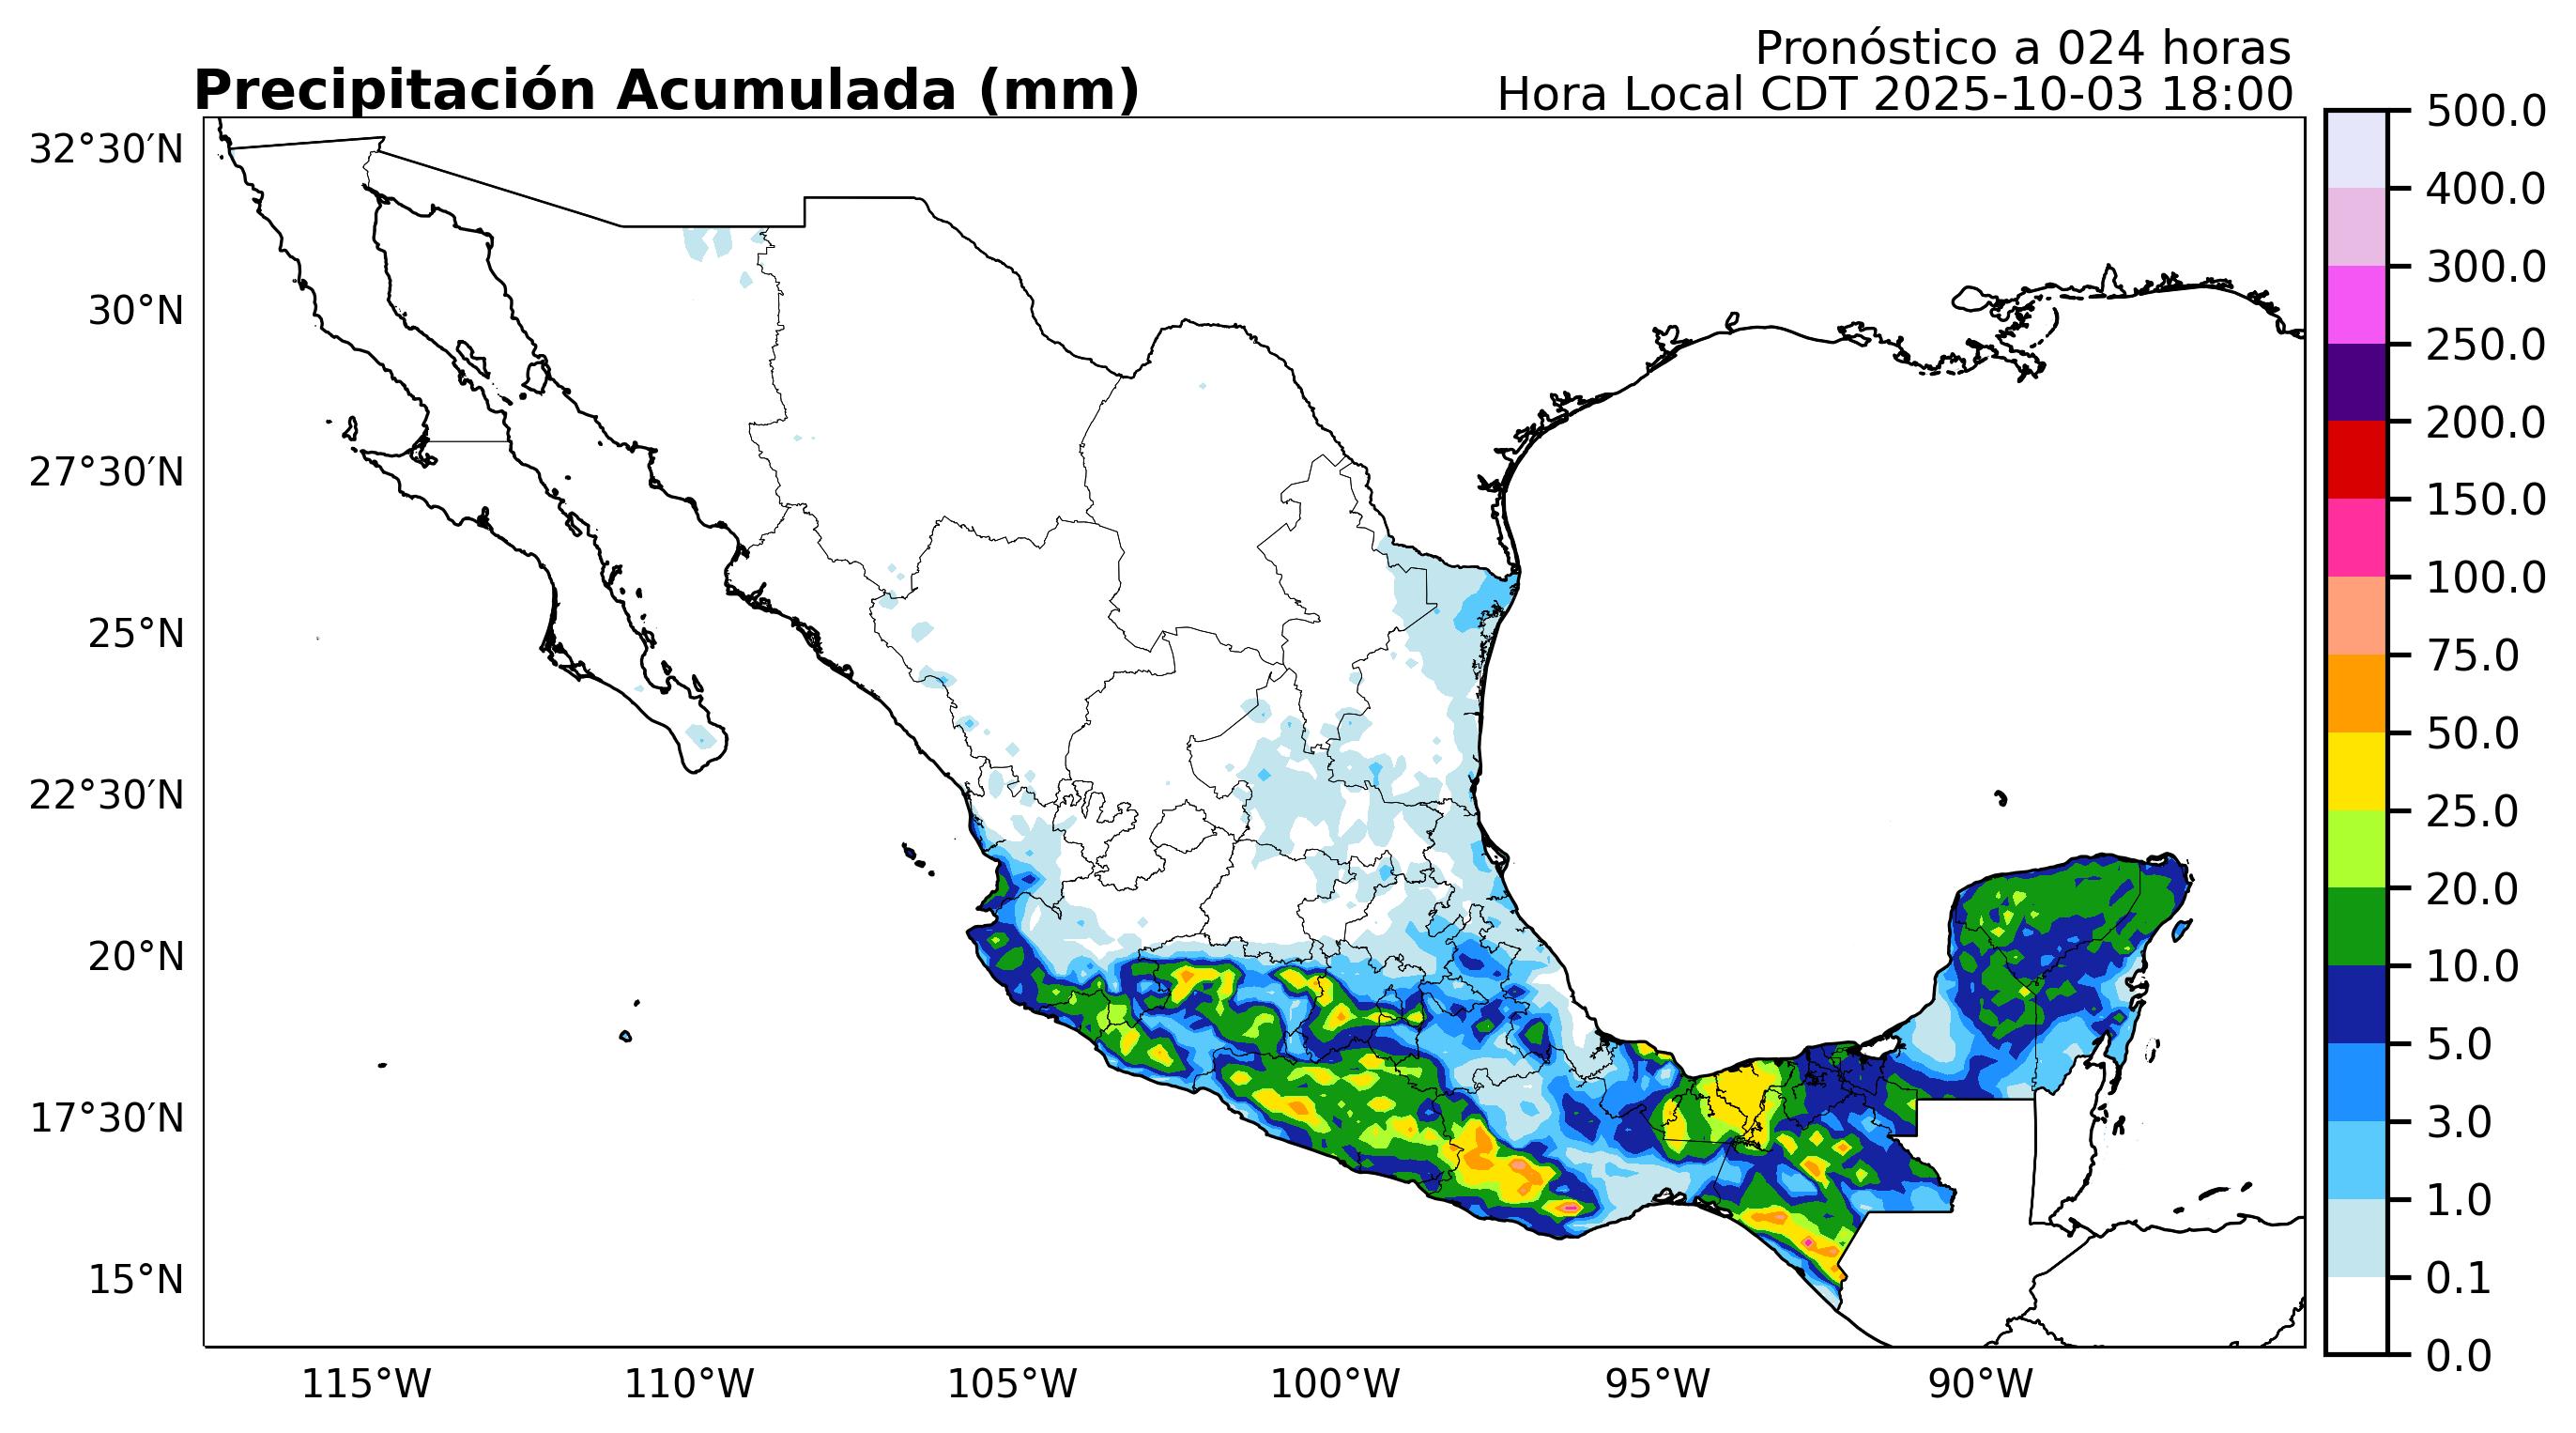 Pronóstico a 024 horas
Precipitación Acumulada (mm)
Hora Local CDT 2025-10-03 18:00
32°30′N
30°N
27°30′N
25°N
22°30′N
20°N
17°30′N
15°N
115°W
110°W
105°W
100°W
95°W
90°W
500.0
400.0
300.0
250.0
200.0
150.0
100.0
75.0
50.0
25.0
20.0
10.0
5.0
3.0
1.0
0.1
0.0